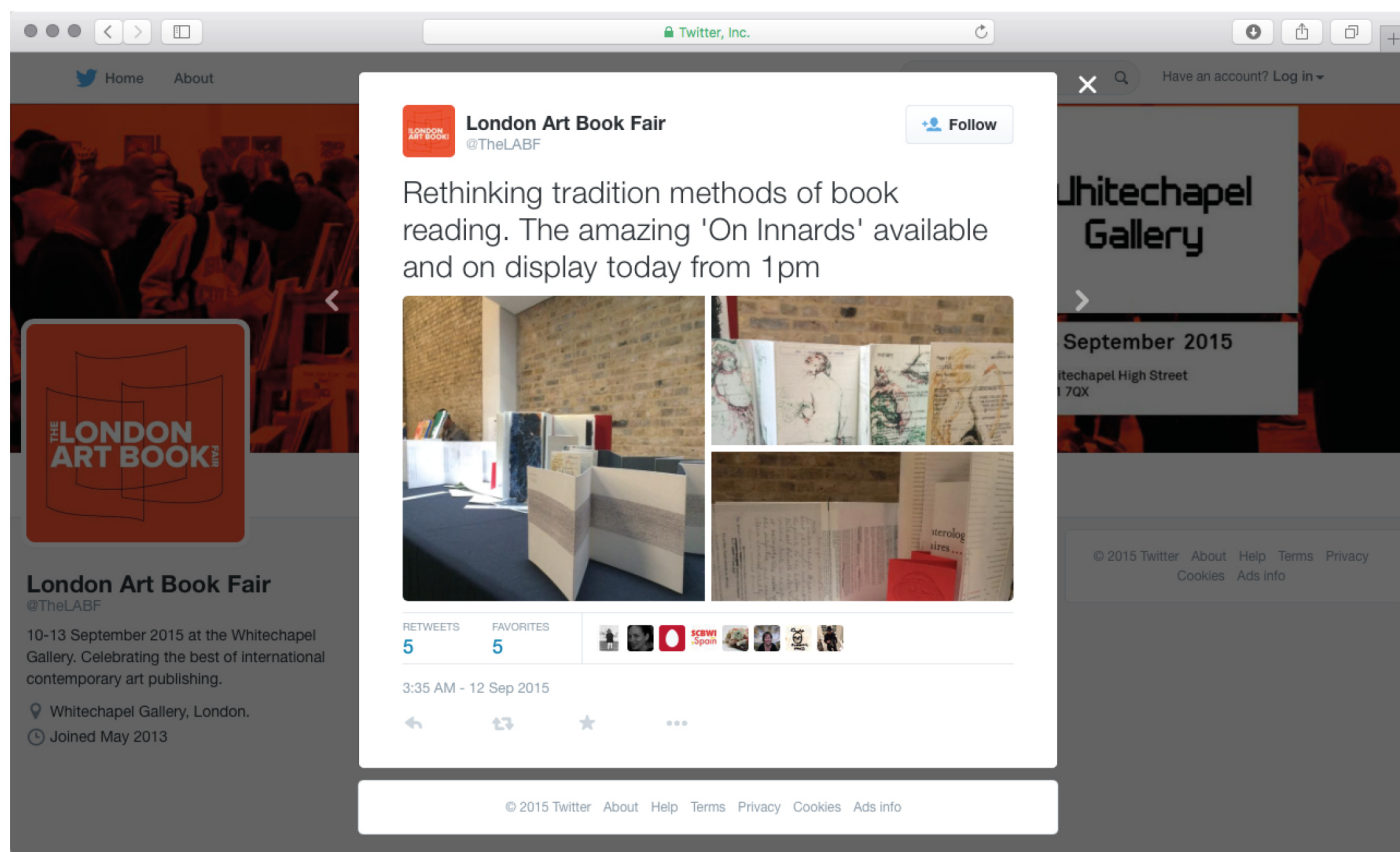 Twitter, Inc.
Home About
Have an account? Log in
London Art Book Fair
@TheLABF
Follow
Rethinking tradition methods of book
reading. The amazing 'On Innards' available
and on display today from 1pm
RETWEETS FAVORITES
5 5
SCBWI
Spain
3:35 AM - 12 Sep 2015
© 2015 Twitter About Help Terms Privacy Cookies Ads info
THE LONDON
ART BOOK FAIR
London Art Book Fair
@TheLABF
10-13 September 2015 at the Whitechapel
Gallery. Celebrating the best of international
contemporary art publishing.
Whitechapel Gallery, London.
Joined May 2013
Whitechapel
Gallery
September 2015
itechapel High Street
7QX
© 2015 Twitter About Help Terms Privacy
Cookies Ads info